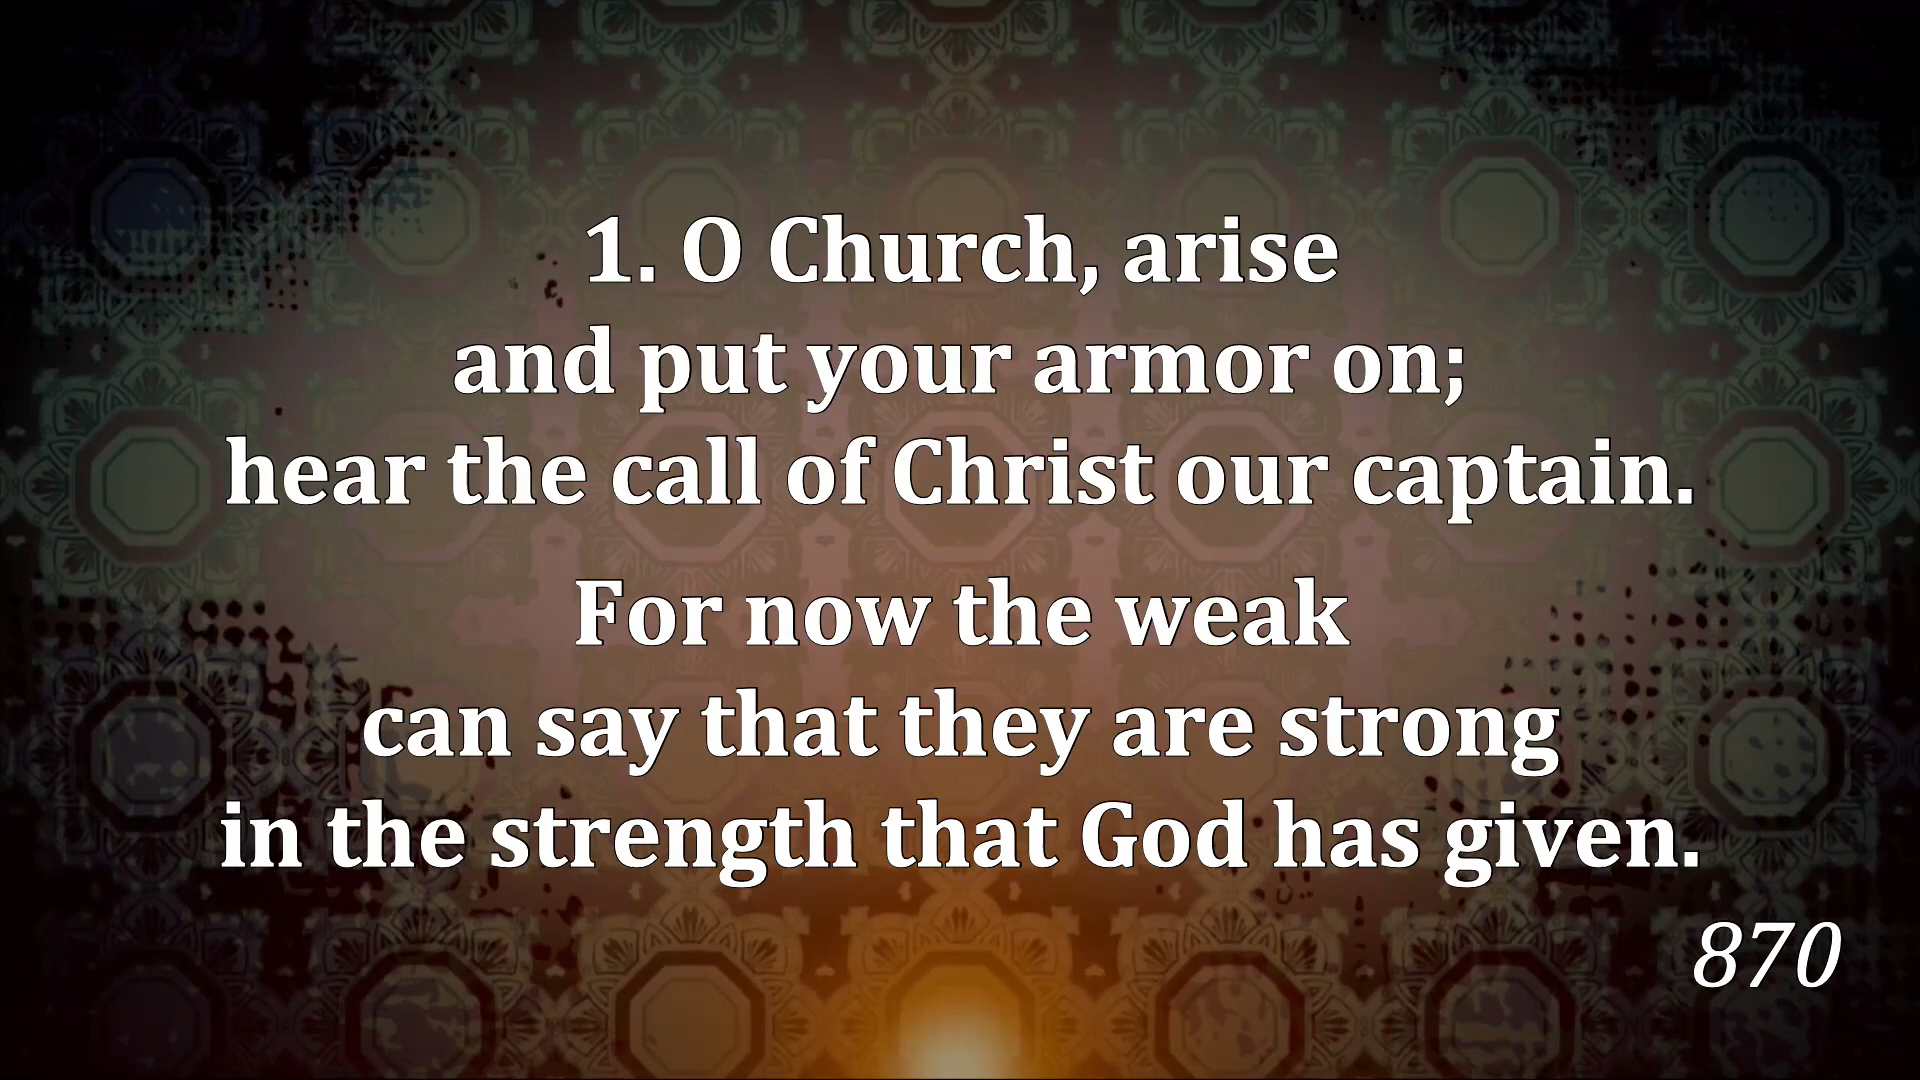 1. O Church, arise
and put your armor on;
hear the call of Christ our captain.
For now the weak
can say that they are strong
in the strength that God has given.
870